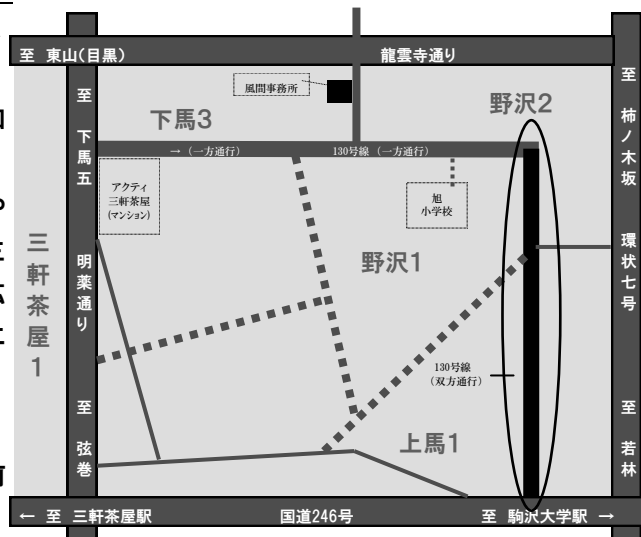 至 東山(目黒)
龍雲寺通り
至 下馬五
明薬通り
至 弦巻
三軒茶屋1
下馬3
風間事務所
野沢2
→ (一方通行)
130号線 (一方通行)
アクティ
三軒茶屋
(マンション)
旭
小学校
野沢1
130号線
(双方通行)
上馬1
至 柿ノ木坂
環状七号
至 若林
← 至 三軒茶屋駅
国道246号
至 駒沢大学駅 →